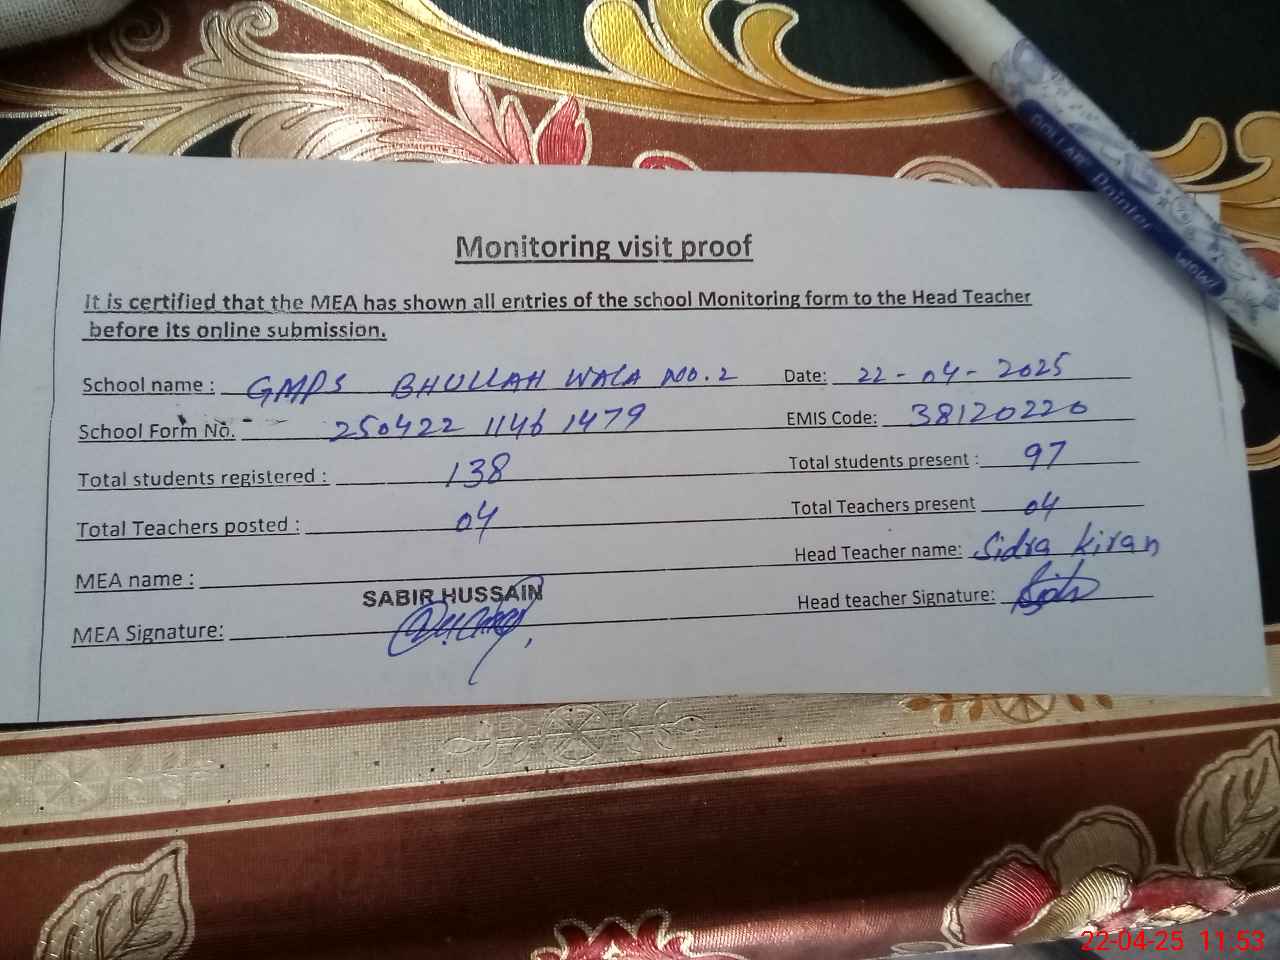 Monitoring visit proof
It is certified that the MEA has shown all entries of the school Monitoring form to the Head Teacher
before its online submission.
School name : GMPS BHULLAH WALA NO.2 Date: 22-04-2025
School Form No. 250422 1146 1479 EMIS Code: 38120220
Total students registered : 138 Total students present : 97
Total Teachers posted : 04 Total Teachers present 04
MEA name : SABIR HUSSAIN Head Teacher name: Sidra Kiran
MEA Signature: Head teacher Signature:
DOLLAR Pointer WOW!
22-04-25 11:53